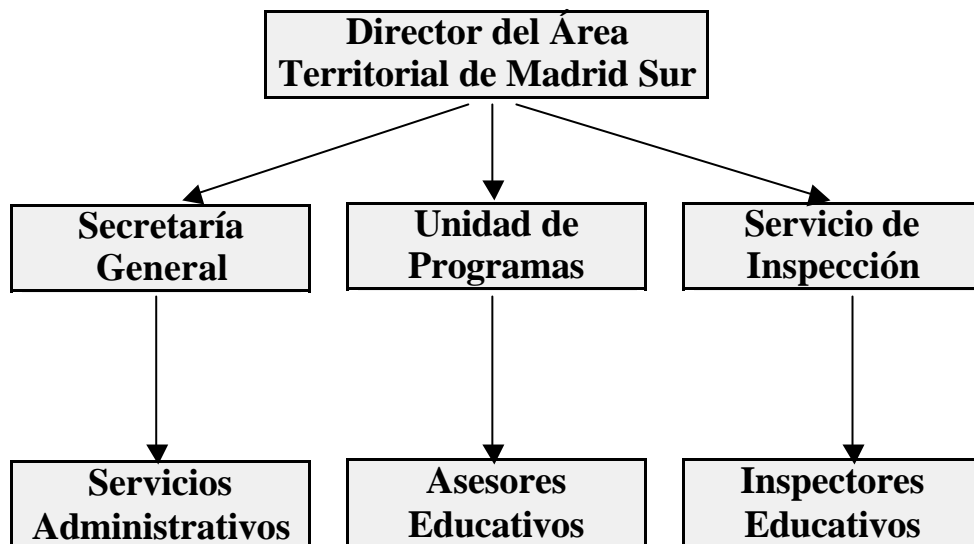 Director del Área
Territorial de Madrid Sur
Secretaría
General
Unidad de
Programas
Servicio de
Inspección
Servicios
Administrativos
Asesores
Educativos
Inspectores
Educativos